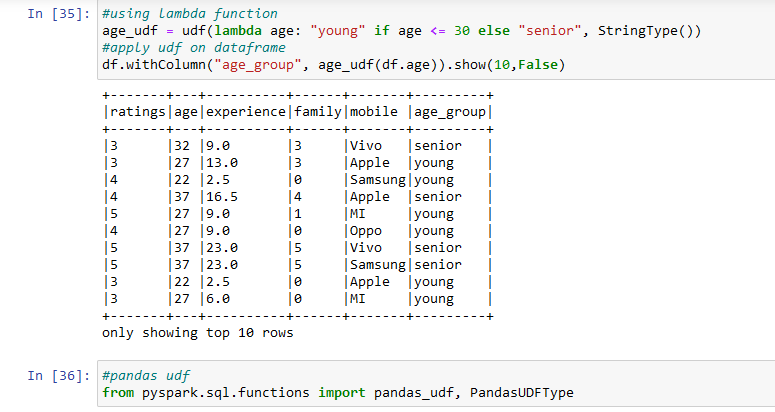 In [35]: #using lambda function
age_udf = udf(lambda age: "young" if age <= 30 else "senior", StringType())
#apply udf on dataframe
df.withColumn("age_group", age_udf(df.age)).show(10,False)
+-------+---+----------+------+-------+---------+
|ratings|age|experience|family|mobile |age_group|
+-------+---+----------+------+-------+---------+
|3      |32 |9.0       |3     |Vivo   |senior   |
|3      |27 |13.0      |3     |Apple  |young    |
|4      |22 |2.5       |0     |Samsung|young    |
|4      |37 |16.5      |4     |Apple  |senior   |
|5      |27 |9.0       |1     |MI     |young    |
|4      |27 |9.0       |0     |Oppo   |young    |
|5      |37 |23.0      |5     |Vivo   |senior   |
|5      |37 |23.0      |5     |Samsung|senior   |
|3      |22 |2.5       |0     |Apple  |young    |
|3      |27 |6.0       |0     |MI     |young    |
+-------+---+----------+------+-------+---------+
only showing top 10 rows
In [36]: #pandas udf
from pyspark.sql.functions import pandas_udf, PandasUDFType